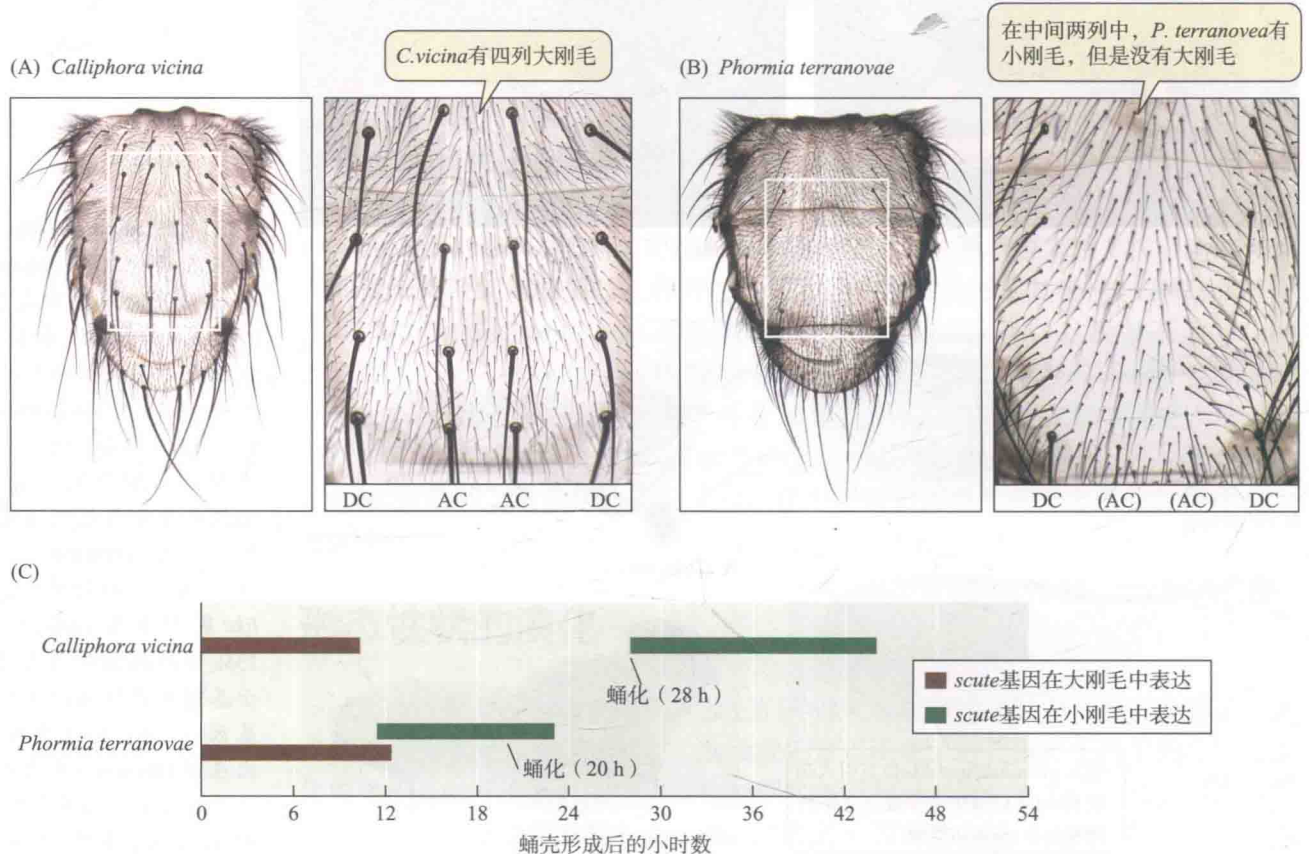 (A) Calliphora vicina
C.vicina有四列大刚毛
(B) Phormia terranovae
在中间两列中，P. terranovea有
小刚毛，但是没有大刚毛
DC AC AC DC
DC (AC) (AC) DC
(C)
Calliphora vicina
蛹化（28 h）
scute基因在大刚毛中表达
scute基因在小刚毛中表达
Phormia terranovae
蛹化（20 h）
0 6 12 18 24 30 36 42 48 54
蛹壳形成后的小时数